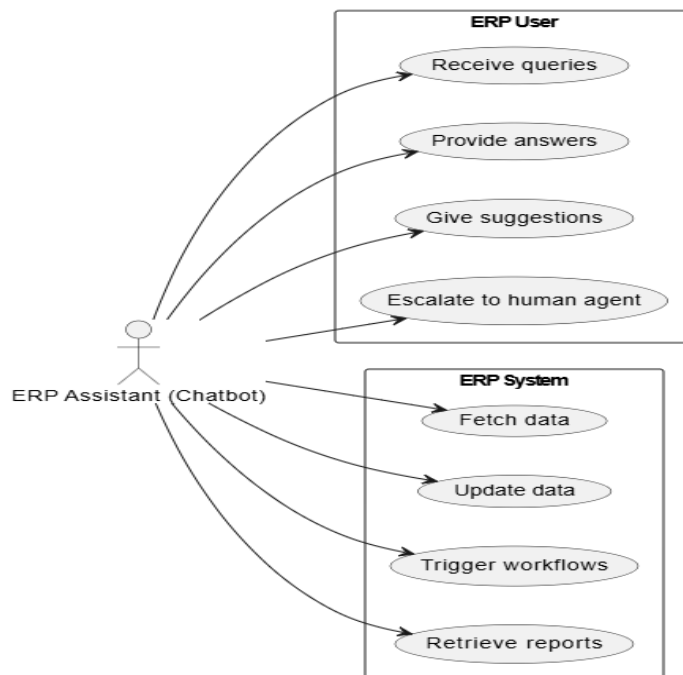 ERP User
Receive queries
Provide answers
Give suggestions
Escalate to human agent
ERP Assistant (Chatbot)
ERP System
Fetch data
Update data
Trigger workflows
Retrieve reports